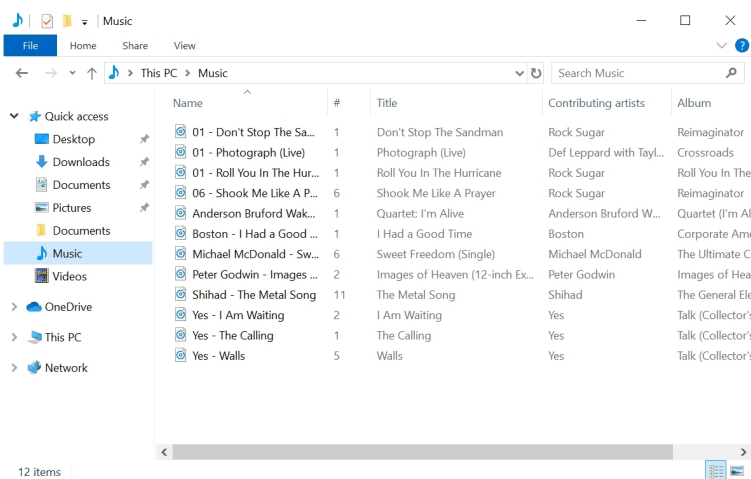 Music
File Home Share View
This PC > Music Search Music
Name # Title Contributing artists Album
Quick access
Desktop
Downloads
Documents
Pictures
Documents
Music
Videos
OneDrive
This PC
Network
01 - Don't Stop The Sa... 1 Don't Stop The Sandman Rock Sugar Reimaginator
01 - Photograph (Live) 1 Photograph (Live) Def Leppard with Tayl... Crossroads
01 - Roll You In The Hur... 1 Roll You In The Hurricane Rock Sugar Roll You In The
06 - Shook Me Like A P... 6 Shook Me Like A Prayer Rock Sugar Reimaginator
Anderson Bruford Wak... 1 Quartet: I'm Alive Anderson Bruford W... Quartet (I'm Al
Boston - I Had a Good ... 1 I Had a Good Time Boston Corporate Ame
Michael McDonald - Sw... 6 Sweet Freedom (Single) Michael McDonald The Ultimate C
Peter Godwin - Images ... 2 Images of Heaven (12-inch Ex... Peter Godwin Images of Hea
Shihad - The Metal Song 11 The Metal Song Shihad The General Ele
Yes - I Am Waiting 2 I Am Waiting Yes Talk (Collector's
Yes - The Calling 1 The Calling Yes Talk (Collector's
Yes - Walls 5 Walls Yes Talk (Collector's
12 items